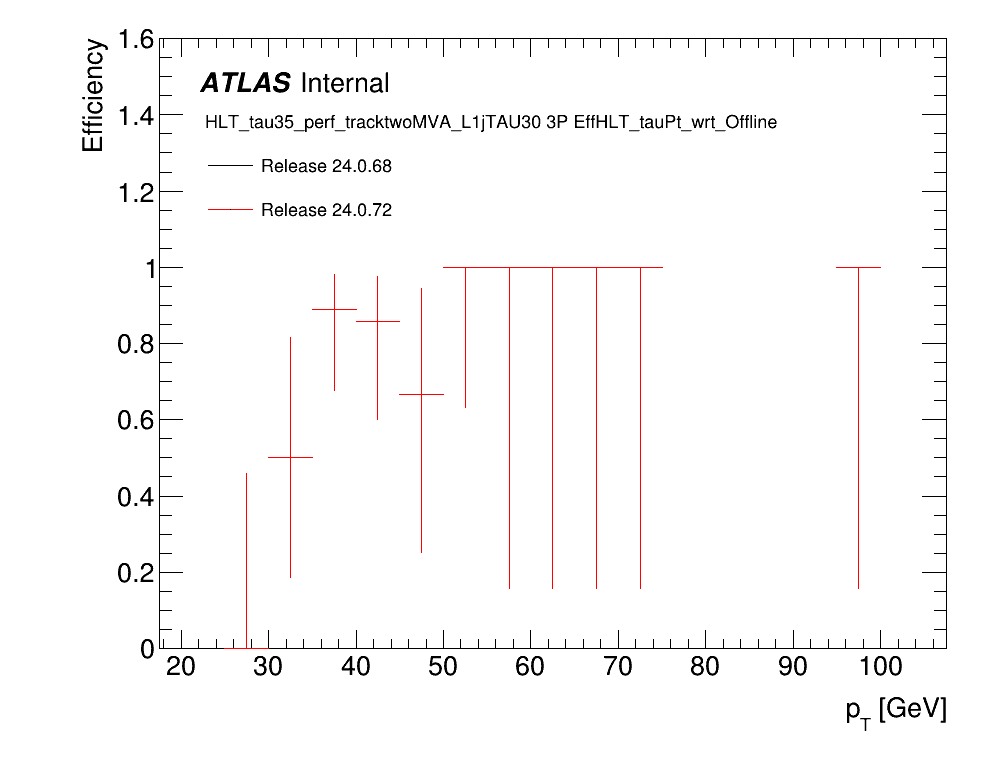 Efficiency
1.6
1.4
1.2
1
0.8
0.6
0.4
0.2
0
ATLAS Internal
HLT_tau35_perf_tracktwoMVA_L1jTAU30 3P EffHLT_tauPt_wrt_Offline
Release 24.0.68
Release 24.0.72
20 30 40 50 60 70 80 90 100
pT [GeV]